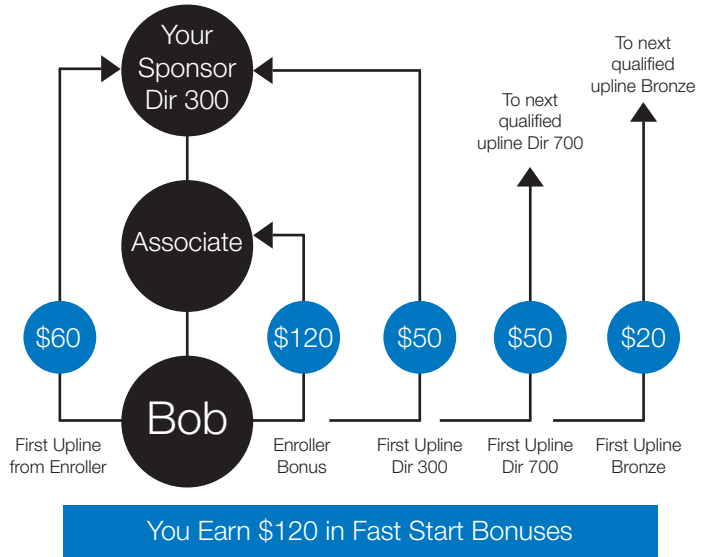 Your
Sponsor
Dir 300
To next
qualified
upline Bronze
To next
qualified
upline Dir 700
Associate
$60
$120
$50
$50
$20
Bob
First Upline
from Enroller
Enroller
Bonus
First Upline
Dir 300
First Upline
Dir 700
First Upline
Bronze
You Earn $120 in Fast Start Bonuses